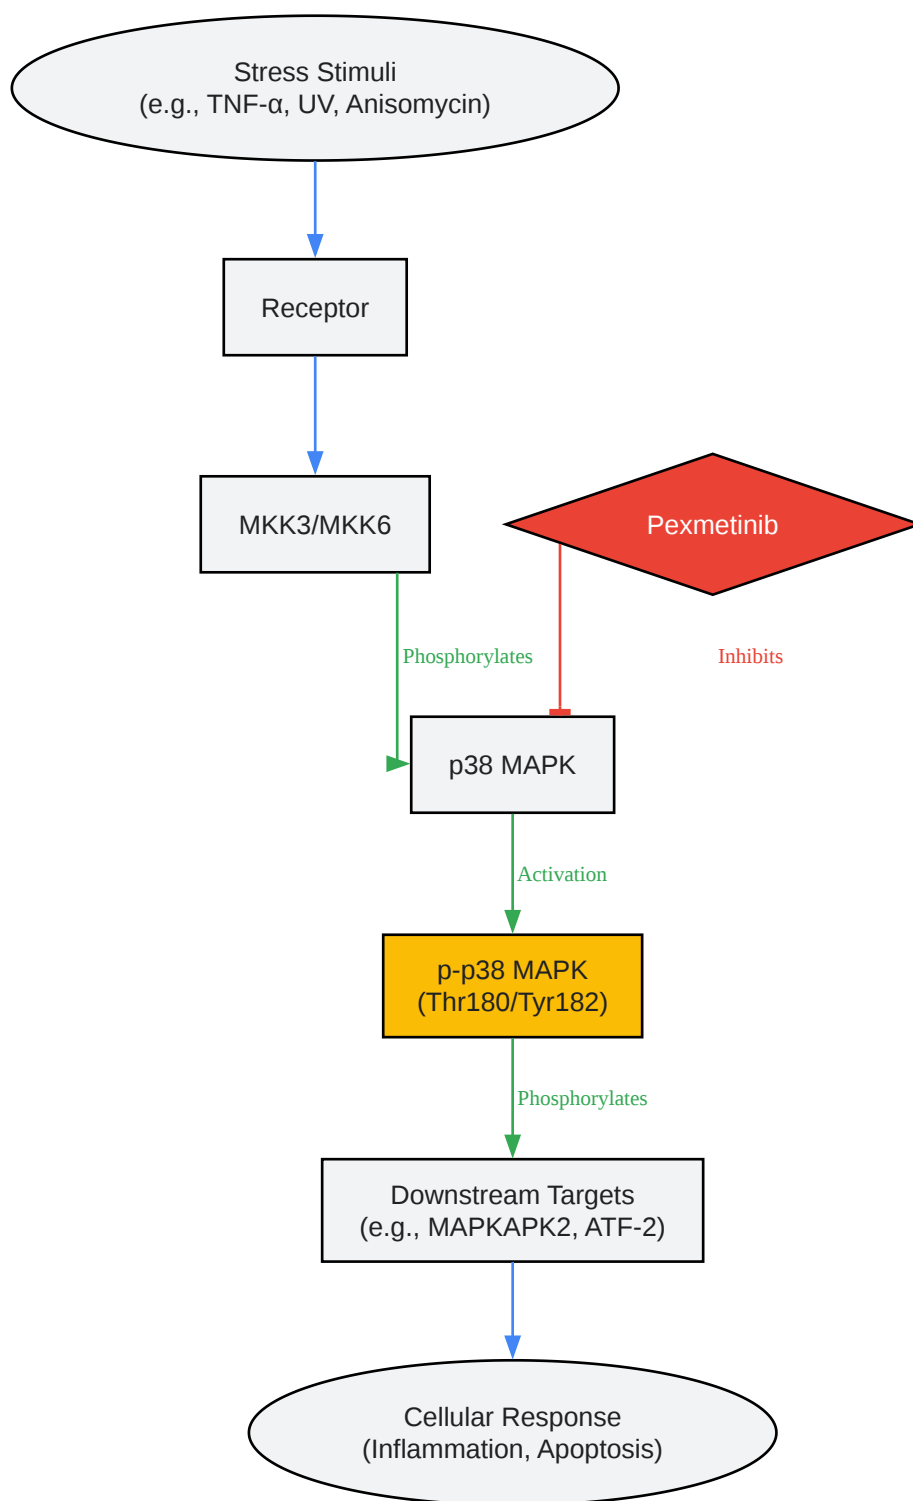 Stress Stimuli
(e.g., TNF-α, UV, Anisomycin)
Receptor
MKK3/MKK6
Pexmetinib
Phosphorylates
Inhibits
p38 MAPK
Activation
p-p38 MAPK
(Thr180/Tyr182)
Phosphorylates
Downstream Targets
(e.g., MAPKAPK2, ATF-2)
Cellular Response
(Inflammation, Apoptosis)